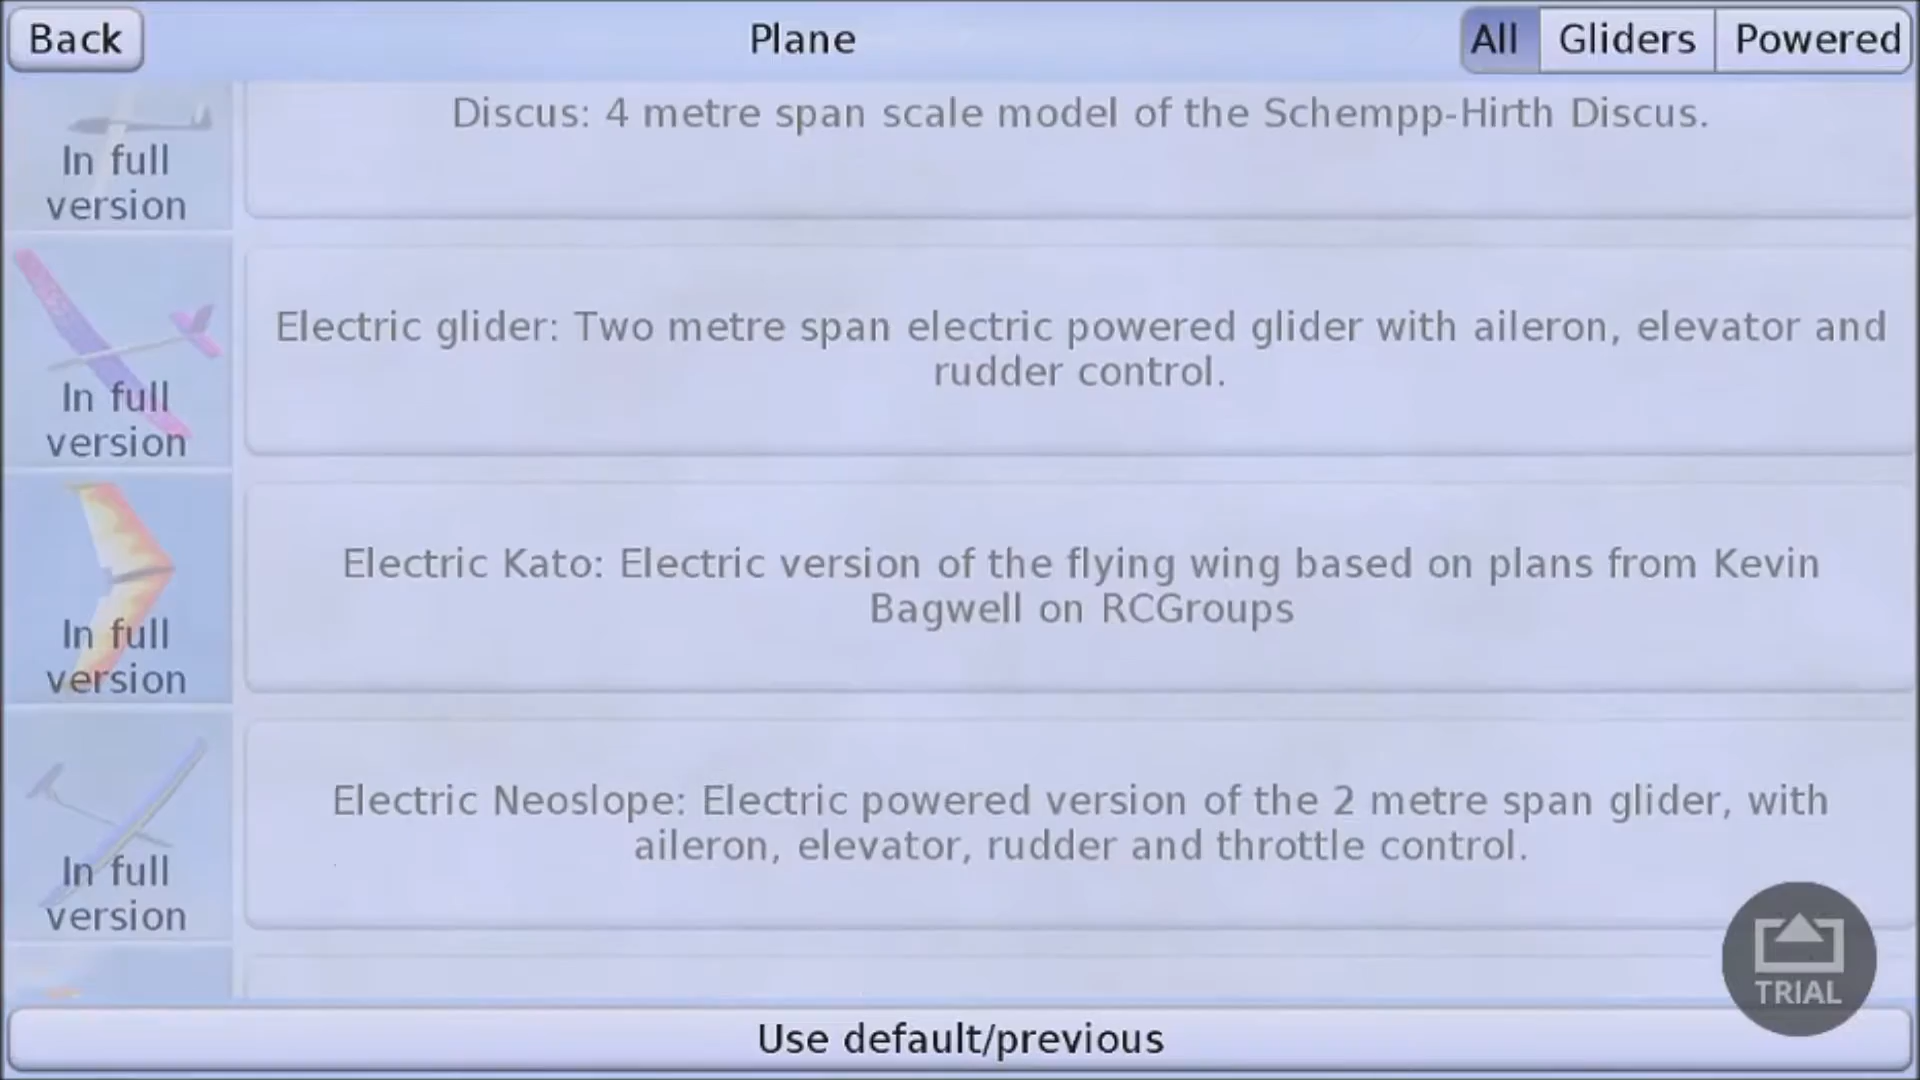 Back
Plane
All
Gliders
Powered
In full
version
Discus: 4 metre span scale model of the Schempp-Hirth Discus.
In full
version
Electric glider: Two metre span electric powered glider with aileron, elevator and
rudder control.
In full
version
Electric Kato: Electric version of the flying wing based on plans from Kevin
Bagwell on RCGroups
In full
version
Electric Neoslope: Electric powered version of the 2 metre span glider, with
aileron, elevator, rudder and throttle control.
TRIAL
Use default/previous